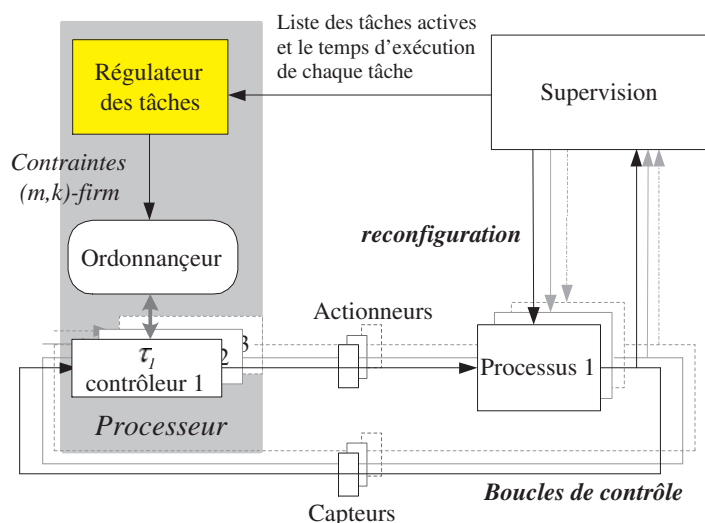 Liste des tâches actives
et le temps d'exécution
de chaque tâche
Régulateur
des tâches
Supervision
Contraintes
(m,k)-firm
reconfiguration
Ordonnançeur
Actionneurs
3
2
τ1
contrôleur 1
Processus 1
Processeur
Boucles de contrôle
Capteurs